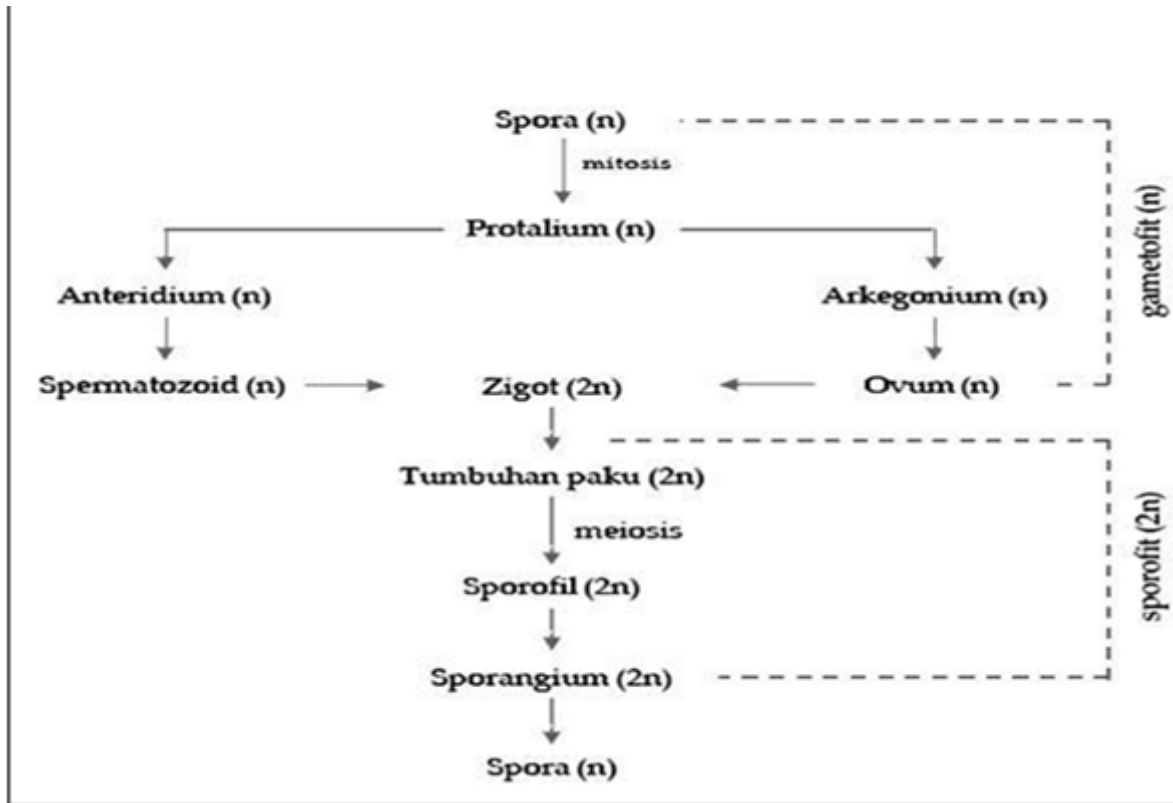 Spora (n)
mitosis
Protalium (n)
Anteridium (n)
Arkegonium (n)
Spermatozoid (n)
Zigot (2n)
Ovum (n)
gametofit (n)
Tumbuhan paku (2n)
meiosis
Sporofil (2n)
Sporangium (2n)
Spora (n)
sporofit (2n)